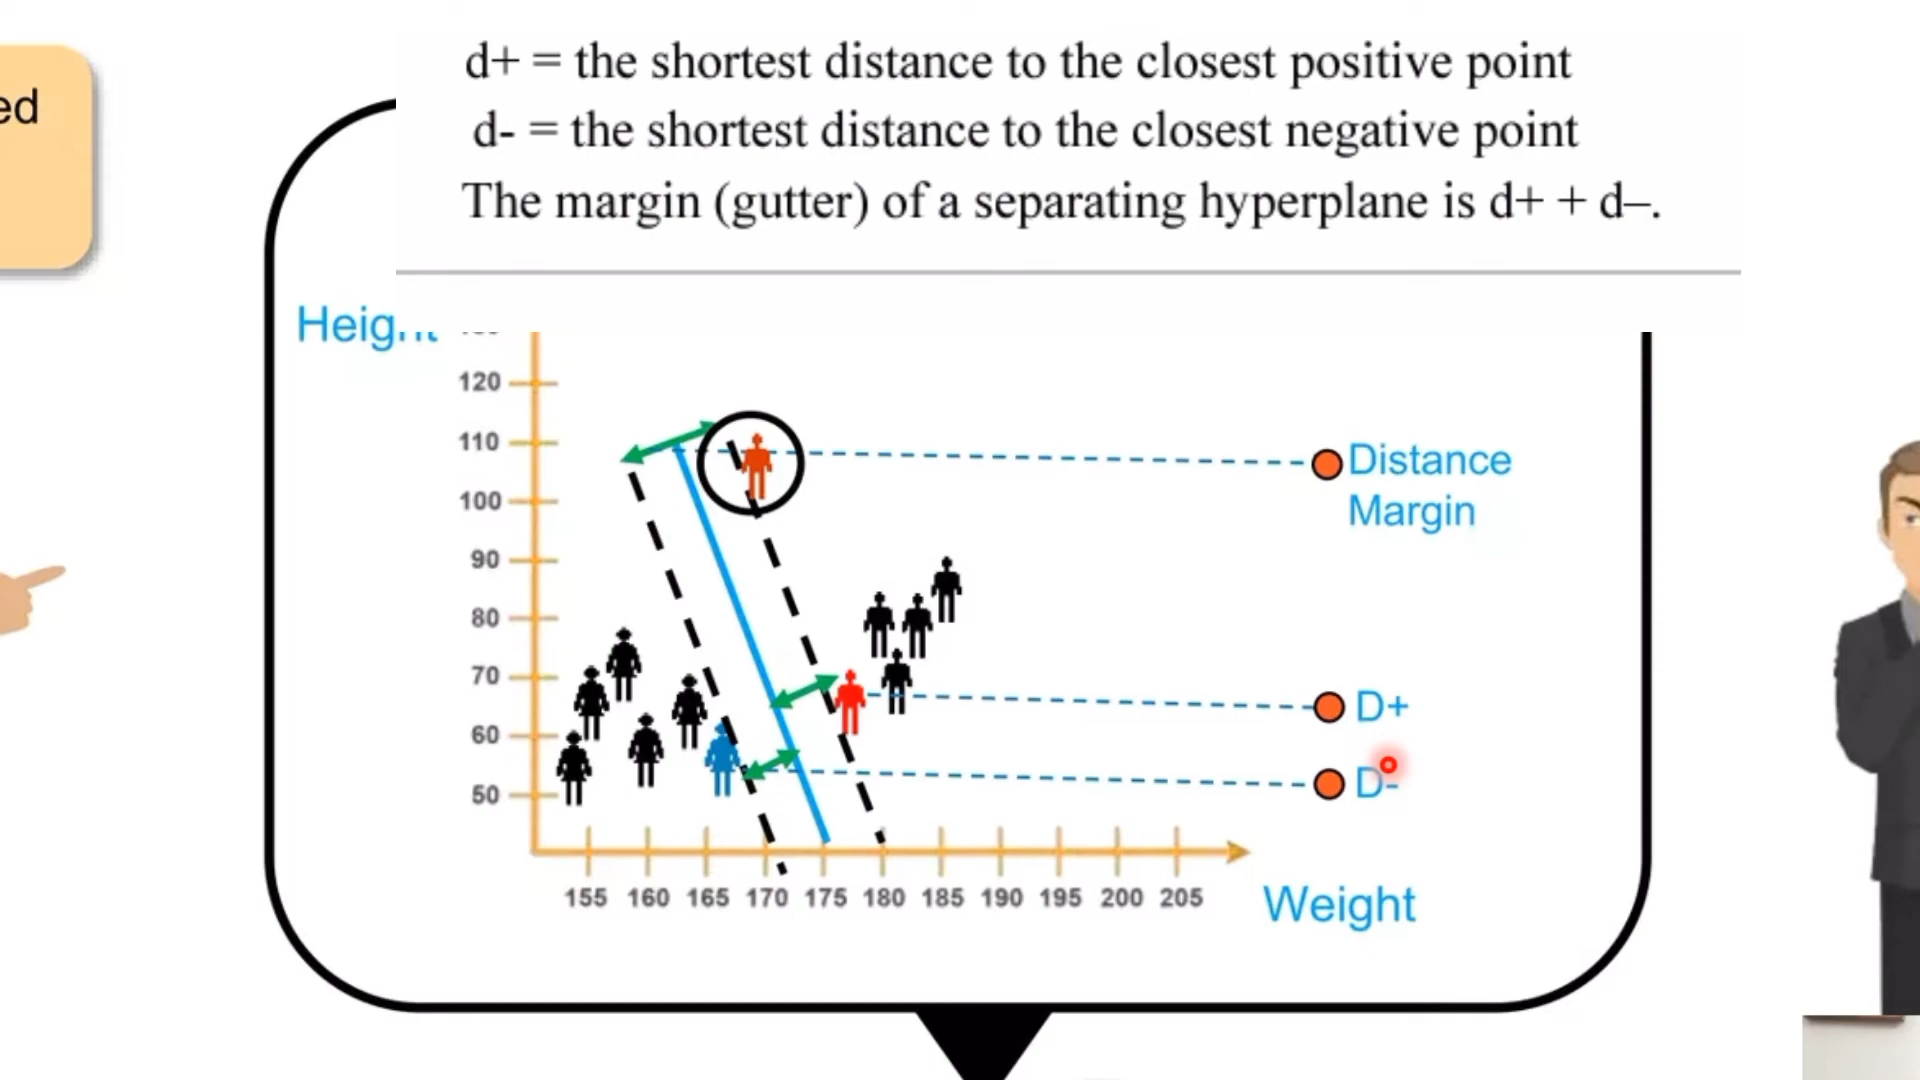 ed
d+ = the shortest distance to the closest positive point
d- = the shortest distance to the closest negative point
The margin (gutter) of a separating hyperplane is d+ + d–.
Height
120
110
100
90
80
70
60
50
Distance
Margin
D+
D-
155 160 165 170 175 180 185 190 195 200 205
Weight